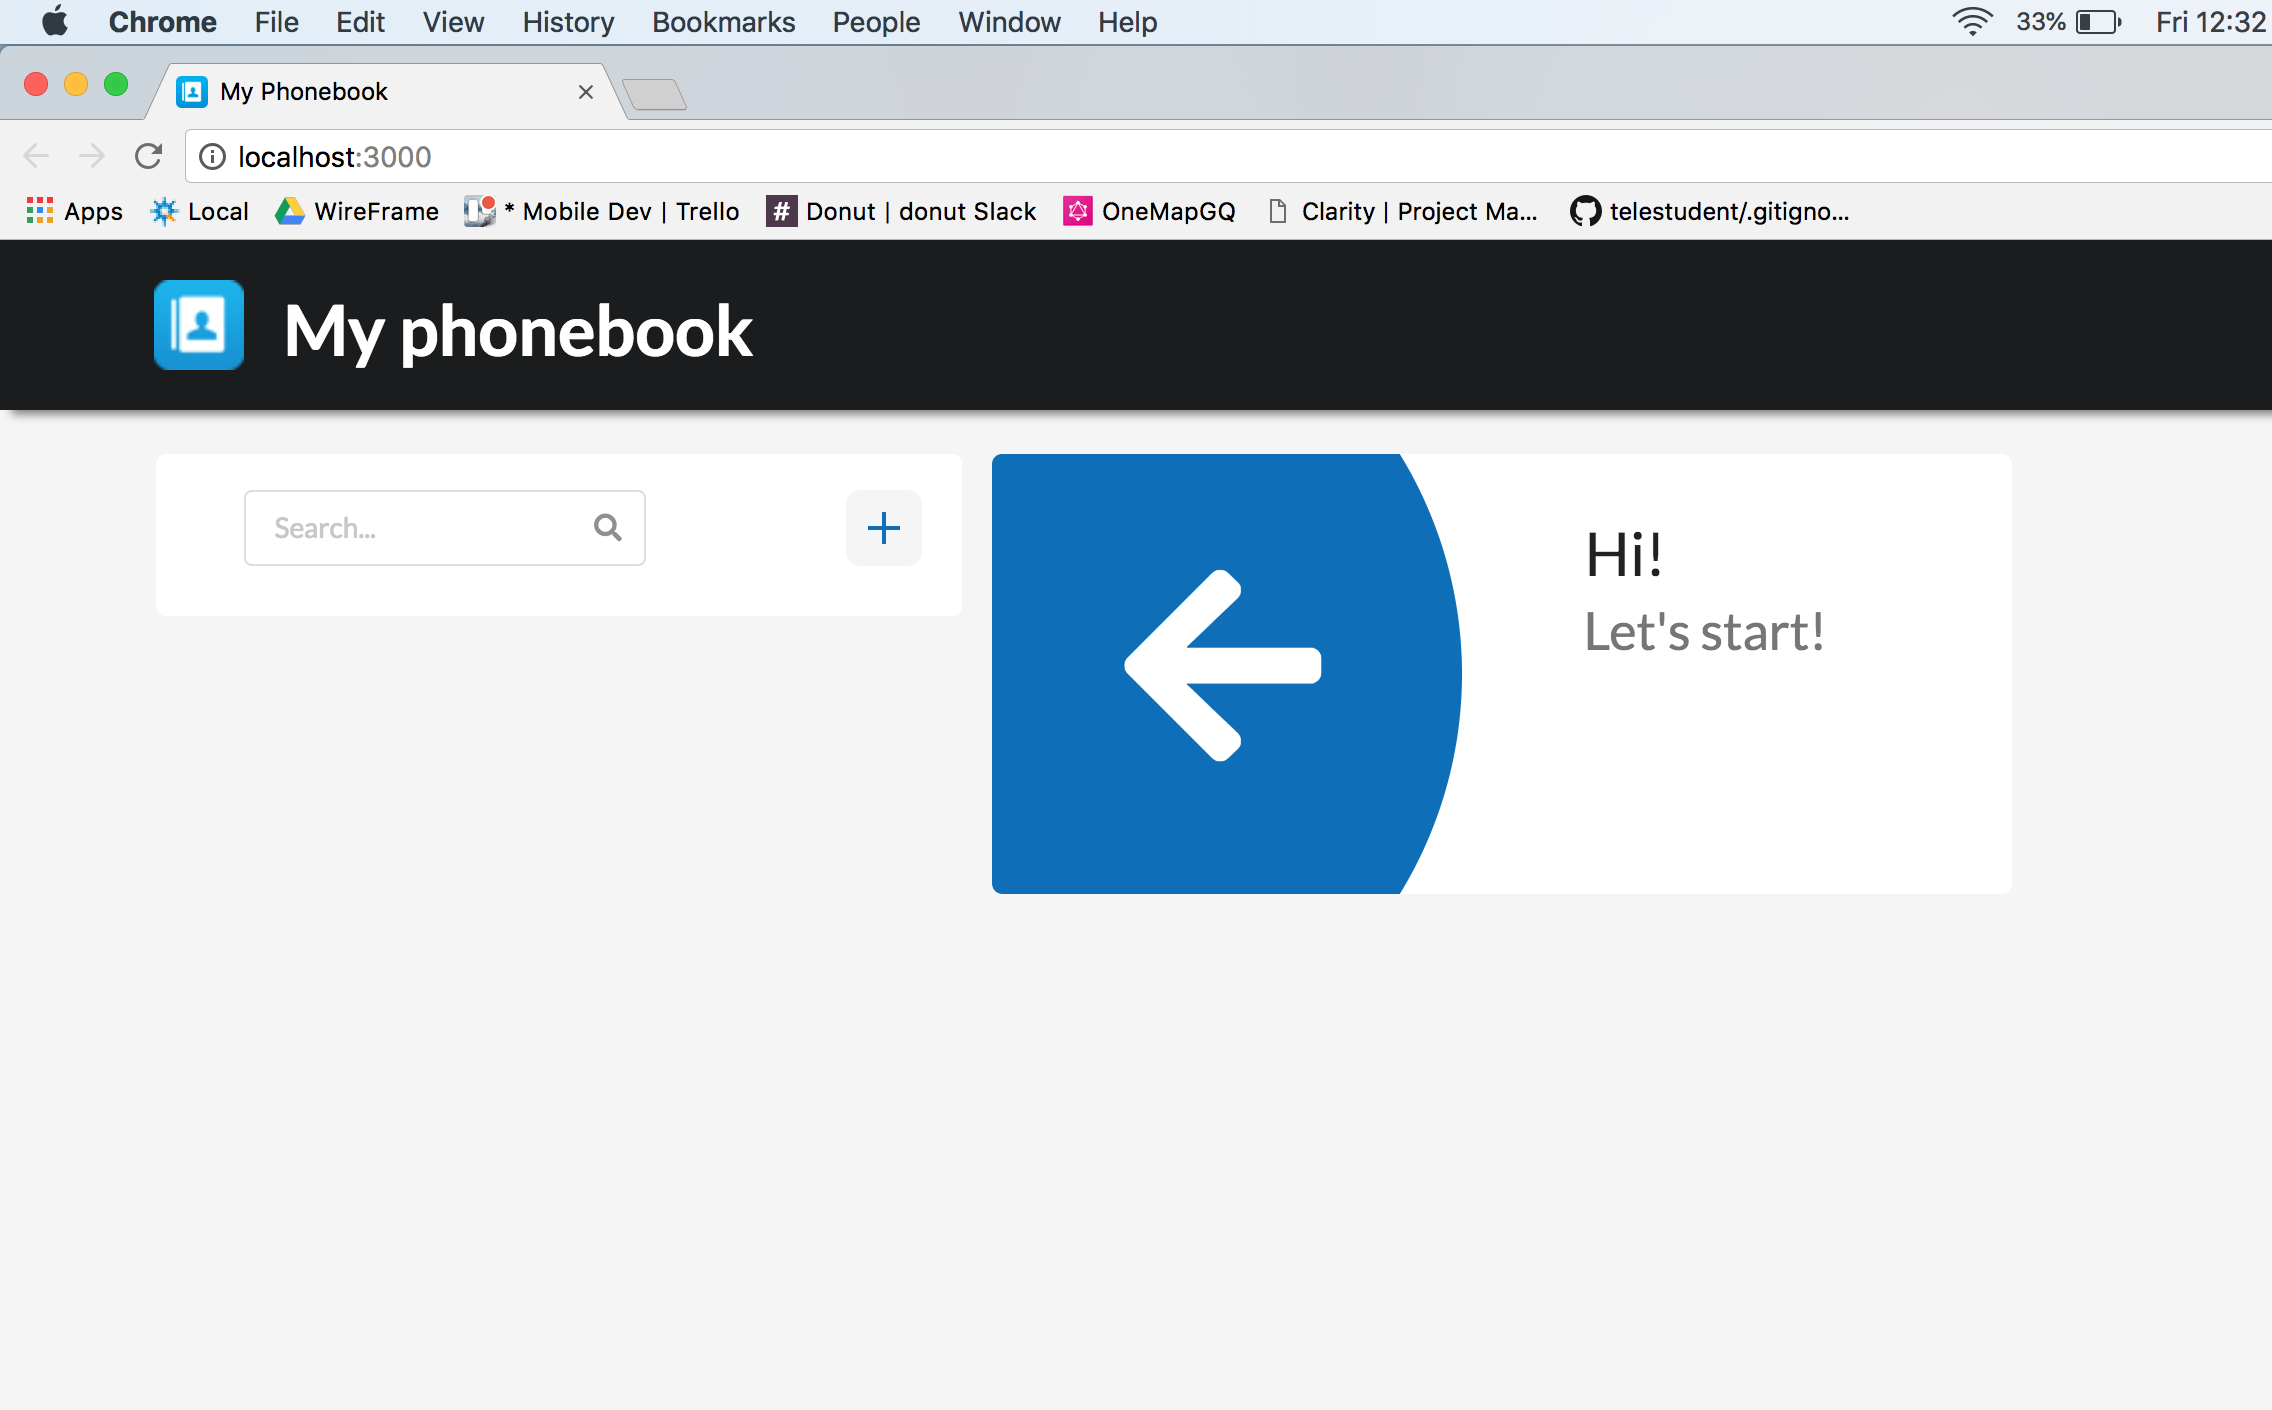 Chrome File Edit View History Bookmarks People Window Help 33% Fri 12:32
My Phonebook
localhost:3000
Apps Local WireFrame * Mobile Dev | Trello # Donut | donut Slack OneMapGQ Clarity | Project Ma... telestudent/.gitigno...
My phonebook
Search...
Hi!
Let's start!